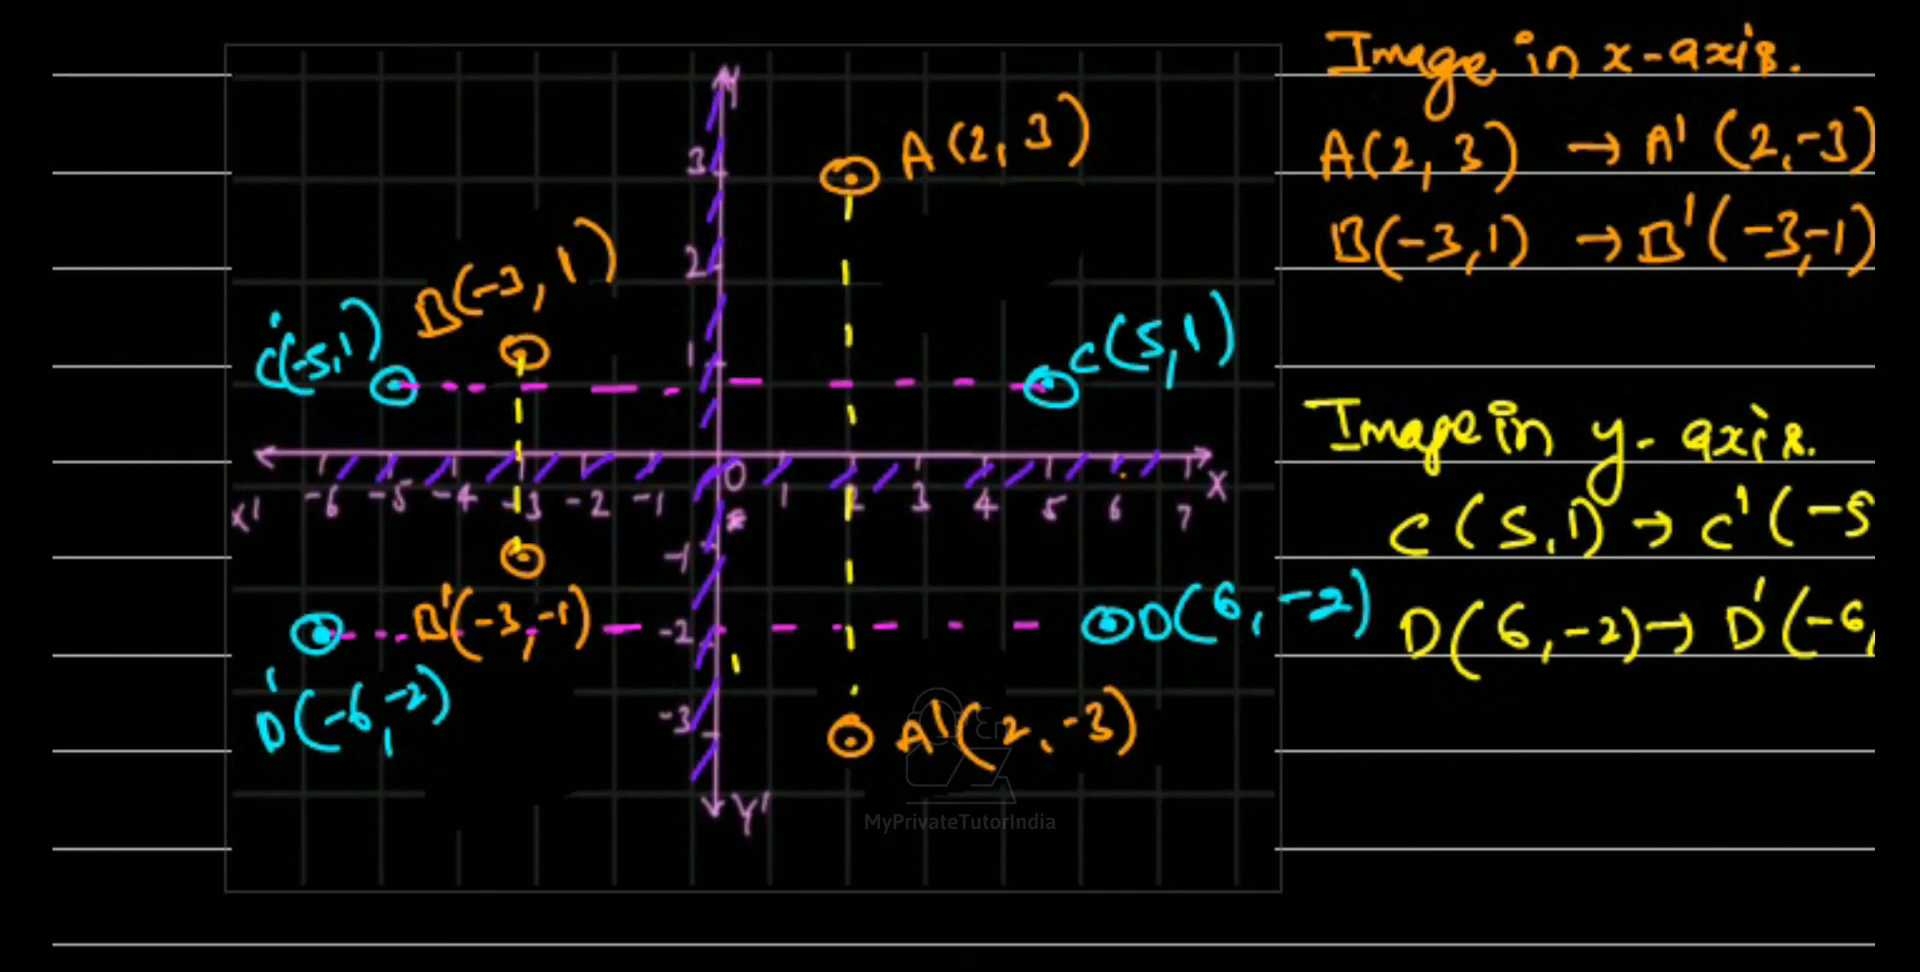 Image in x-axis.
A(2, 3) → A' (2,-3)
B(-3,1) → B'(-3,-1)
Image in y-axis.
C (5,1) → C' (-5
D(6,-2) → D'(-6,
Y
3
A(2, 3)
2
B(-3, 1)
C'(-5,1)
1
C(5,1)
X' -6 -5 -4 -3 -2 -1 O 1 2 3 4 5 6 7 X
-1
B'(-3,-1)
-2
D(6,-2)
D'(-6,-2)
-3
A'(2,-3)
Y'
MyPrivateTutorIndia